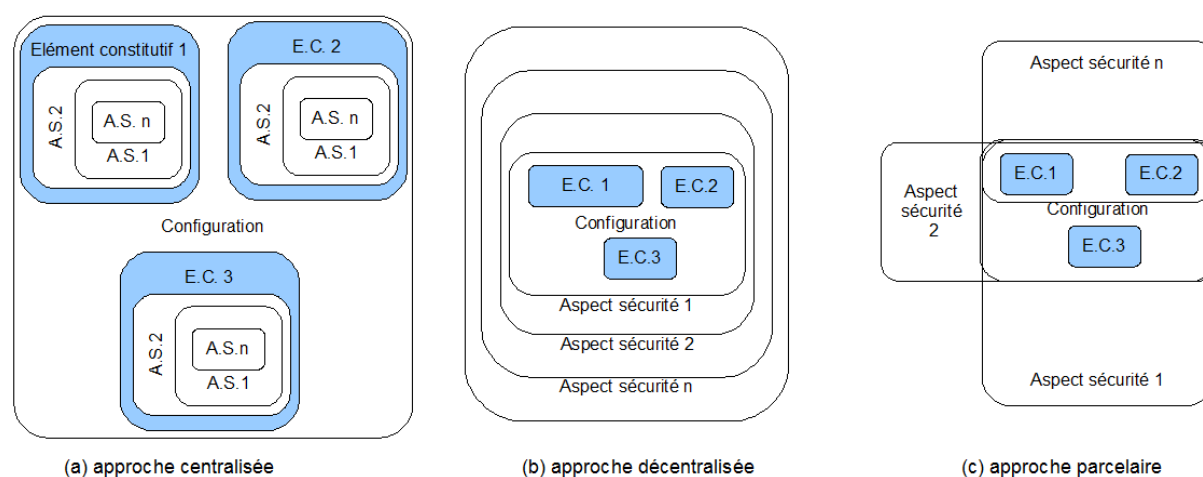 Elément constitutif 1
A.S.2
A.S. n
A.S.1
E.C. 2
A.S.2
A.S. n
A.S.1
Configuration
E.C. 3
A.S.2
A.S.n
A.S.1
(a) approche centralisée
E.C. 1
E.C.2
Configuration
E.C.3
Aspect sécurité 1
Aspect sécurité 2
Aspect sécurité n
(b) approche décentralisée
Aspect sécurité n
E.C.1
E.C.2
Aspect
sécurité
2
Configuration
E.C.3
Aspect sécurité 1
(c) approche parcelaire